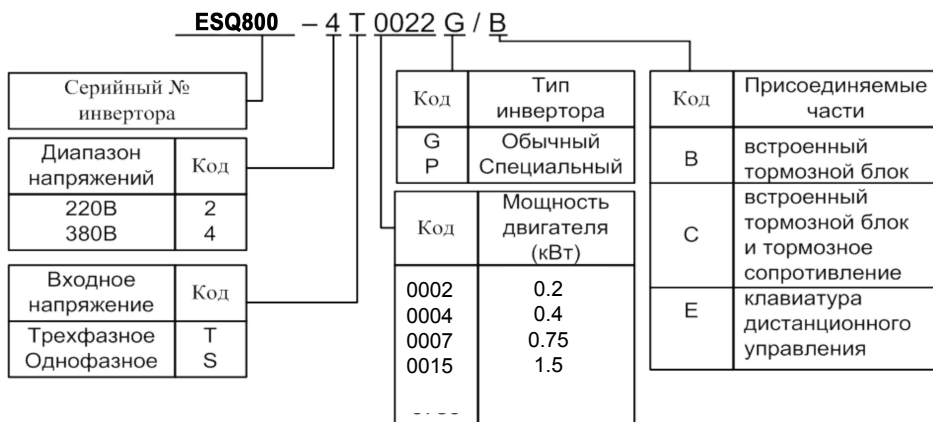 ESQ800 – 4 T 0022 G / B
Серийный №
инвертора
Диапазон
напряжений
Код
220В 2
380В 4
Входное
напряжение
Код
Трехфазное T
Однофазное S
Код
Тип
инвертора
G Обычный
P Специальный
Код
Мощность
двигателя
(кВт)
0002 0.2
0004 0.4
0007 0.75
0015 1.5
Код
Присоединяемые
части
B
встроенный
тормозной блок
C
встроенный
тормозной блок
и тормозное
сопротивление
E
клавиатура
дистанционного
управления